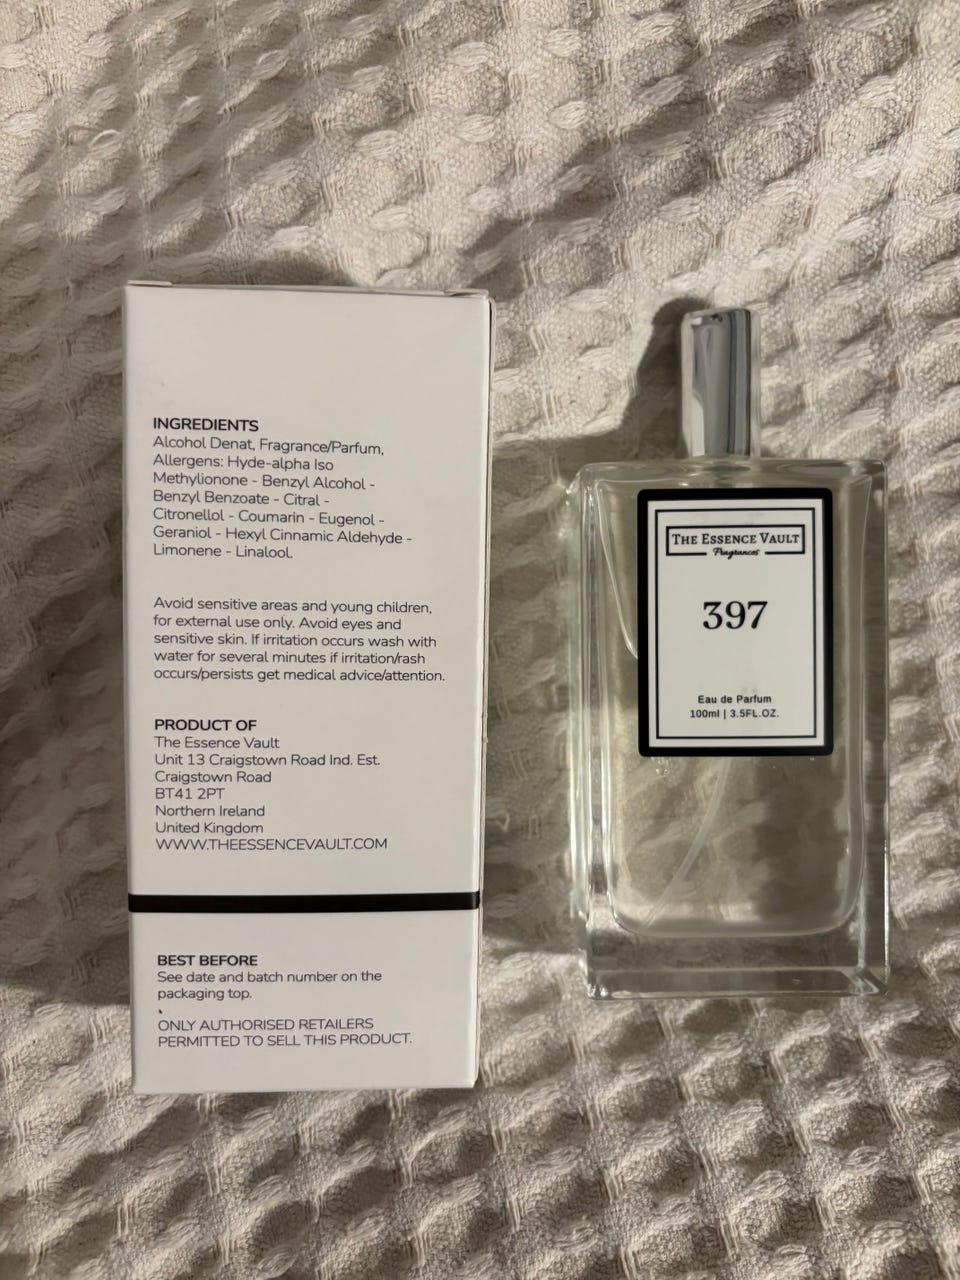 INGREDIENTS
Alcohol Denat, Fragrance/Parfum,
Allergens: Hyde-alpha Iso
Methylionone - Benzyl Alcohol -
Benzyl Benzoate - Citral -
Citronellol - Coumarin - Eugenol -
Geraniol - Hexyl Cinnamic Aldehyde -
Limonene - Linalool.
Avoid sensitive areas and young children,
for external use only. Avoid eyes and
sensitive skin. If irritation occurs wash with
water for several minutes if irritation/rash
occurs/persists get medical advice/attention.
PRODUCT OF
The Essence Vault
Unit 13 Craigstown Road Ind. Est.
Craigstown Road
BT41 2PT
Northern Ireland
United Kingdom
WWW.THEESSENCEVAULT.COM
BEST BEFORE
See date and batch number on the
packaging top.
ONLY AUTHORISED RETAILERS
PERMITTED TO SELL THIS PRODUCT.
THE ESSENCE VAULT
Fragrances
397
Eau de Parfum
100ml | 3.5FL.OZ.